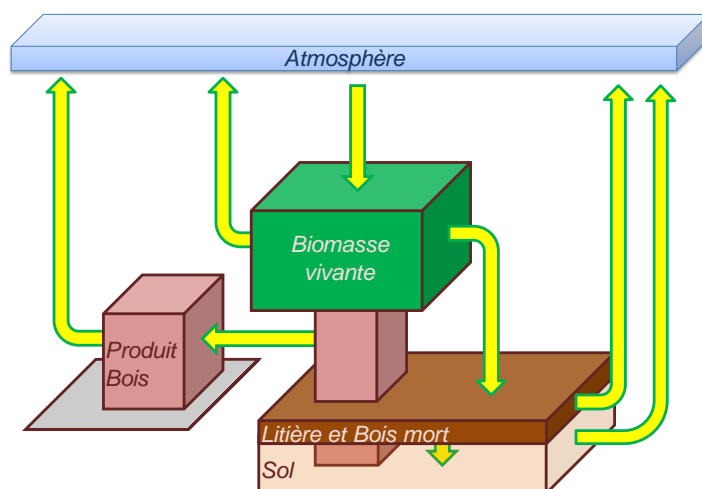 Atmosphère
Biomasse
vivante
Produit
Bois
Litière et Bois mort
Sol